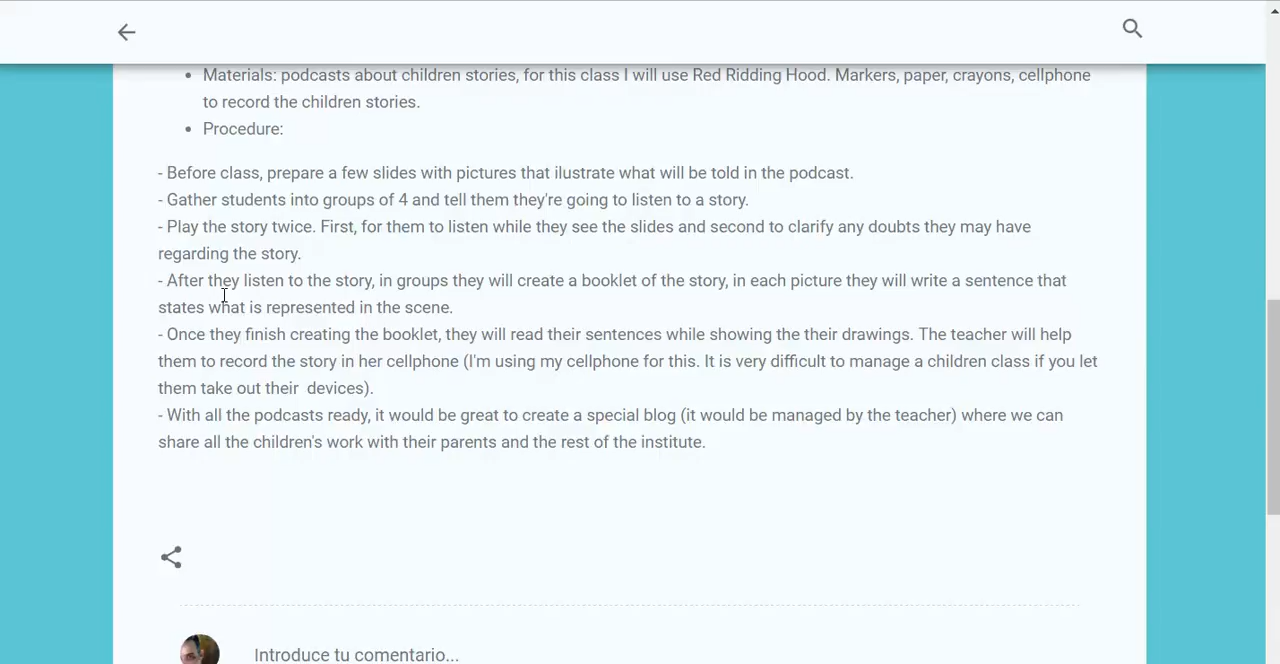 • Materials: podcasts about children stories, for this class I will use Red Ridding Hood. Markers, paper, crayons, cellphone
to record the children stories.
• Procedure:
- Before class, prepare a few slides with pictures that ilustrate what will be told in the podcast.
- Gather students into groups of 4 and tell them they're going to listen to a story.
- Play the story twice. First, for them to listen while they see the slides and second to clarify any doubts they may have
regarding the story.
- After they listen to the story, in groups they will create a booklet of the story, in each picture they will write a sentence that
states what is represented in the scene.
- Once they finish creating the booklet, they will read their sentences while showing the their drawings. The teacher will help
them to record the story in her cellphone (I'm using my cellphone for this. It is very difficult to manage a children class if you let
them take out their  devices).
- With all the podcasts ready, it would be great to create a special blog (it would be managed by the teacher) where we can
share all the children's work with their parents and the rest of the institute.
Introduce tu comentario...